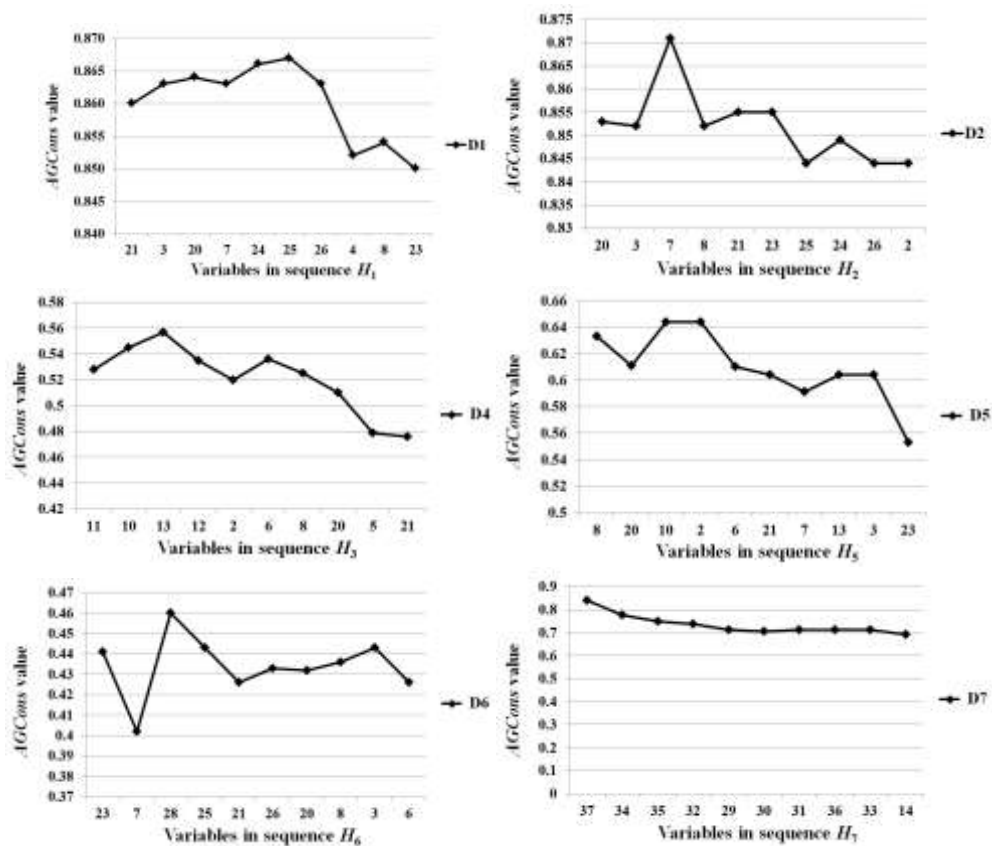 0.870
0.865
0.860
0.855
0.850
0.845
0.840
AGCons value
21 3 20 7 24 25 26 4 8 23
Variables in sequence H1
D1
0.875
0.87
0.865
0.86
0.855
0.85
0.845
0.84
0.835
0.83
AGCons value
20 3 7 8 21 23 25 24 26 2
Variables in sequence H2
D2
0.58
0.56
0.54
0.52
0.5
0.48
0.46
0.44
0.42
AGCons value
11 10 13 12 2 6 8 20 5 21
Variables in sequence H3
D4
0.66
0.64
0.62
0.6
0.58
0.56
0.54
0.52
0.5
AGCons value
8 20 10 2 6 21 7 13 3 23
Variables in sequence H5
D5
0.47
0.46
0.45
0.44
0.43
0.42
0.41
0.4
0.39
0.38
0.37
AGCons value
23 7 28 25 21 26 20 8 3 6
Variables in sequence H6
D6
0.9
0.8
0.7
0.6
0.5
0.4
0.3
0.2
0.1
0
AGCons value
37 34 35 32 29 30 31 36 33 14
Variables in sequence H7
D7